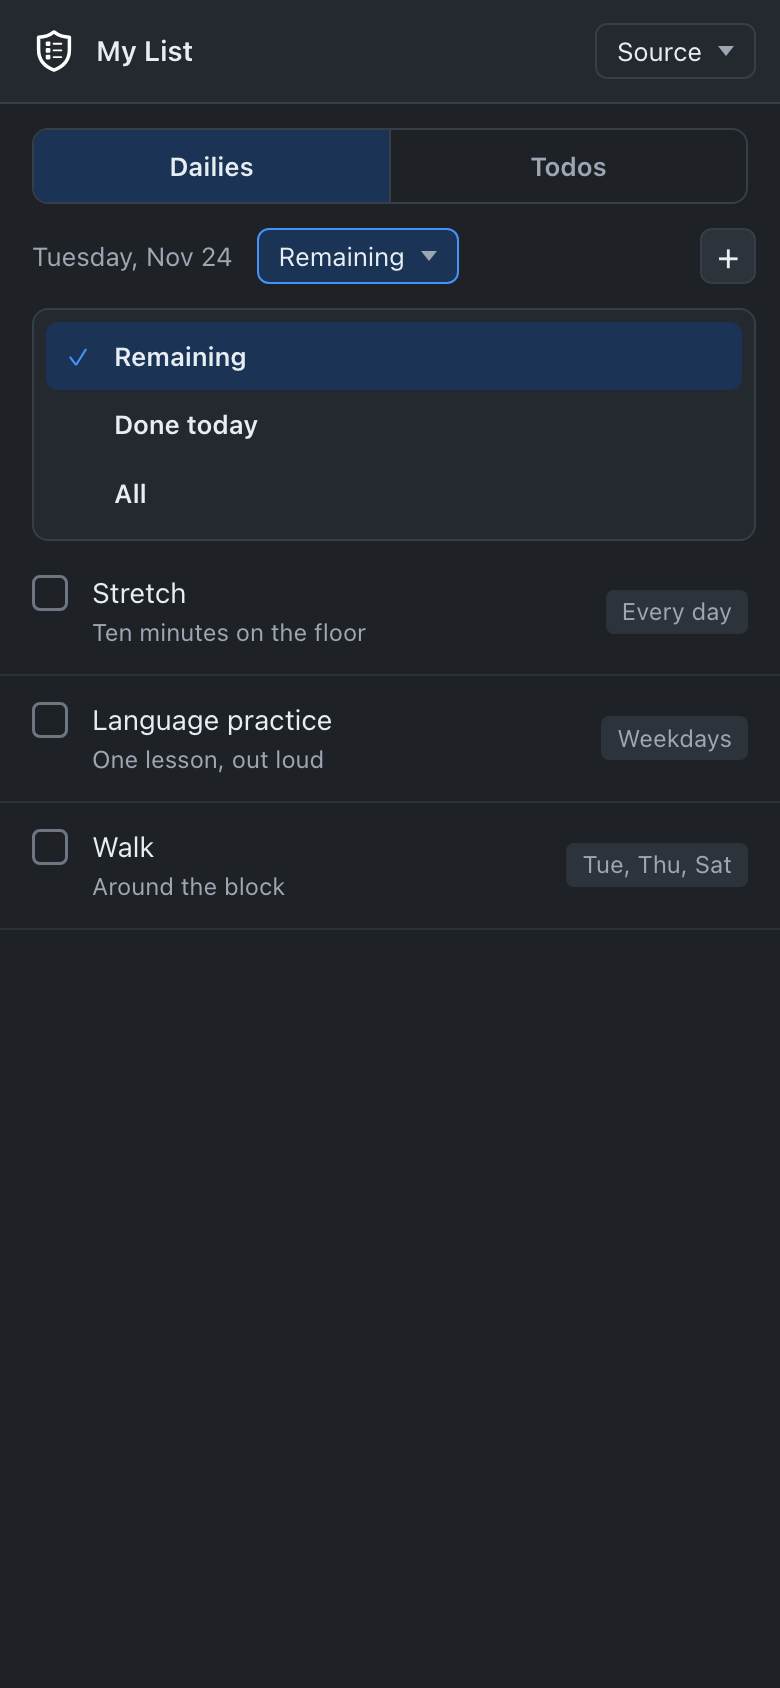 My List
Source
Dailies
Todos
Tuesday, Nov 24
Remaining
+
✓ Remaining
Done today
All
Stretch
Every day
Ten minutes on the floor
Language practice
Weekdays
One lesson, out loud
Walk
Tue, Thu, Sat
Around the block